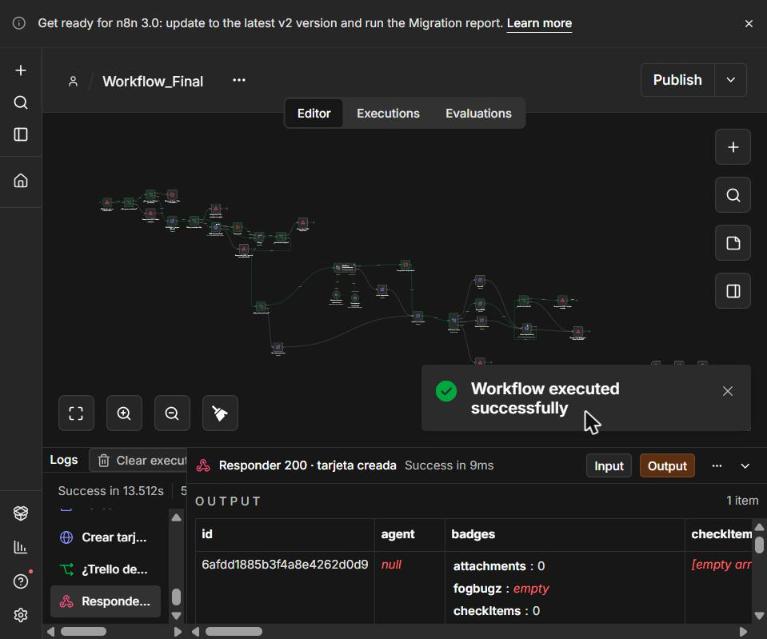 Get ready for n8n 3.0: update to the latest v2 version and run the Migration report. Learn more
Workflow_Final
Publish
Editor Executions Evaluations
Workflow executed
successfully
Logs
Clear execut
Responder 200 · tarjeta creada Success in 9ms
Input
Output
Success in 13.512s
OUTPUT
1 item
id agent badges checkItem
6afdd1885b3f4a8e4262d0d9 null attachments : 0 [empty arr
fogbugz : empty
checkItems : 0
Crear tarj...
¿Trello de...
Responde...